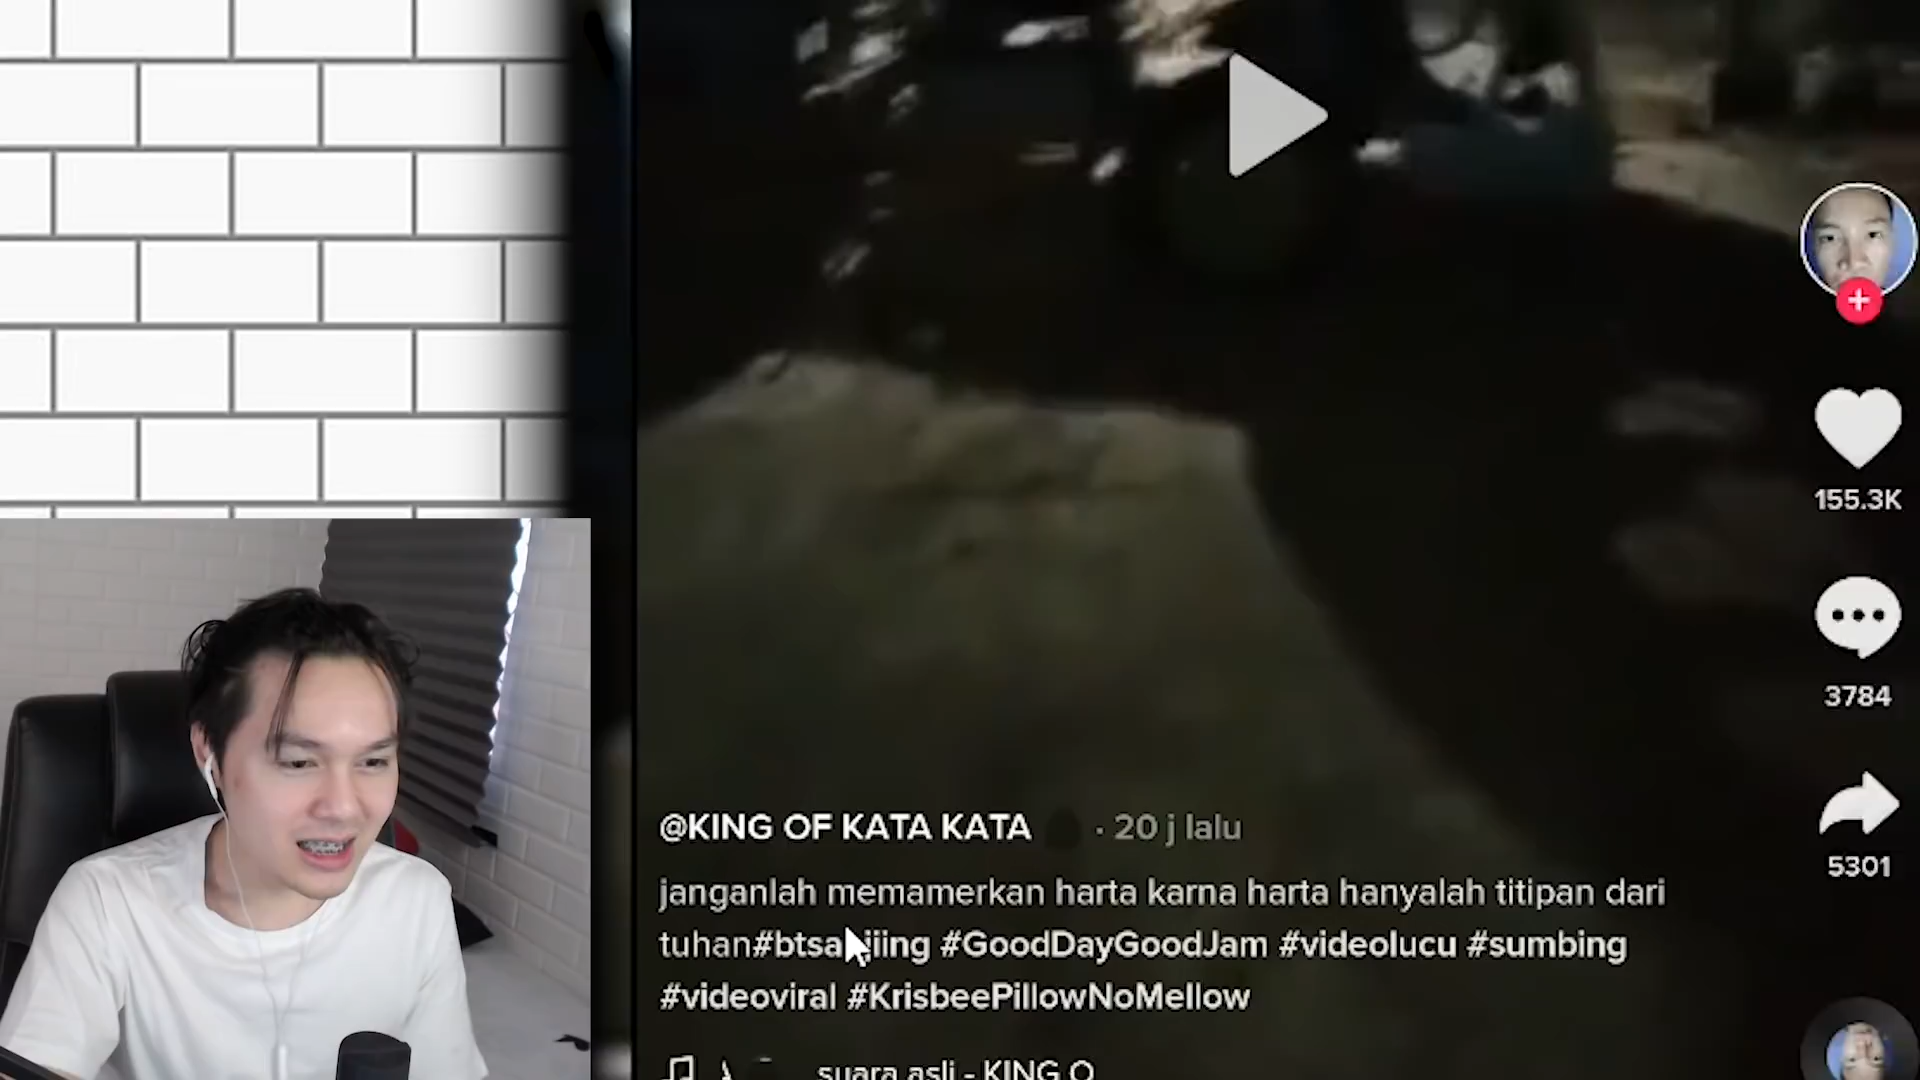 155.3K
3784
5301
@KING OF KATA KATA · 20 j lalu
janganlah memamerkan harta karna harta hanyalah titipan dari
tuhan #GoodDayGoodJam #videolucu #sumbing
#videoviral #KrisbeePillowNoMellow
suara asli - KING O